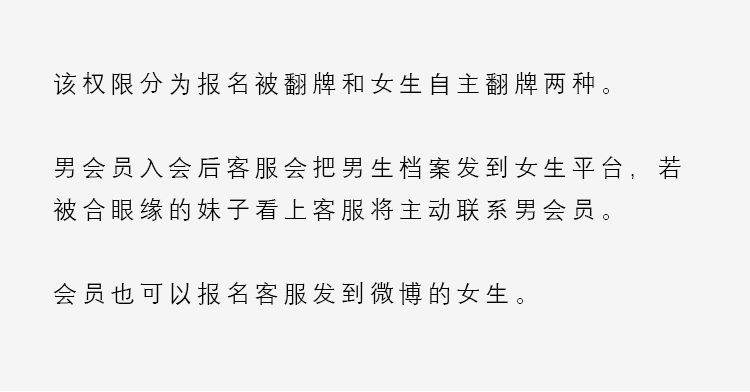 该权限分为报名被翻牌和女生自主翻牌两种。
男会员入会后客服会把男生档案发到女生平台，若
被合眼缘的妹子看上客服将主动联系男会员。
会员也可以报名客服发到微博的女生。